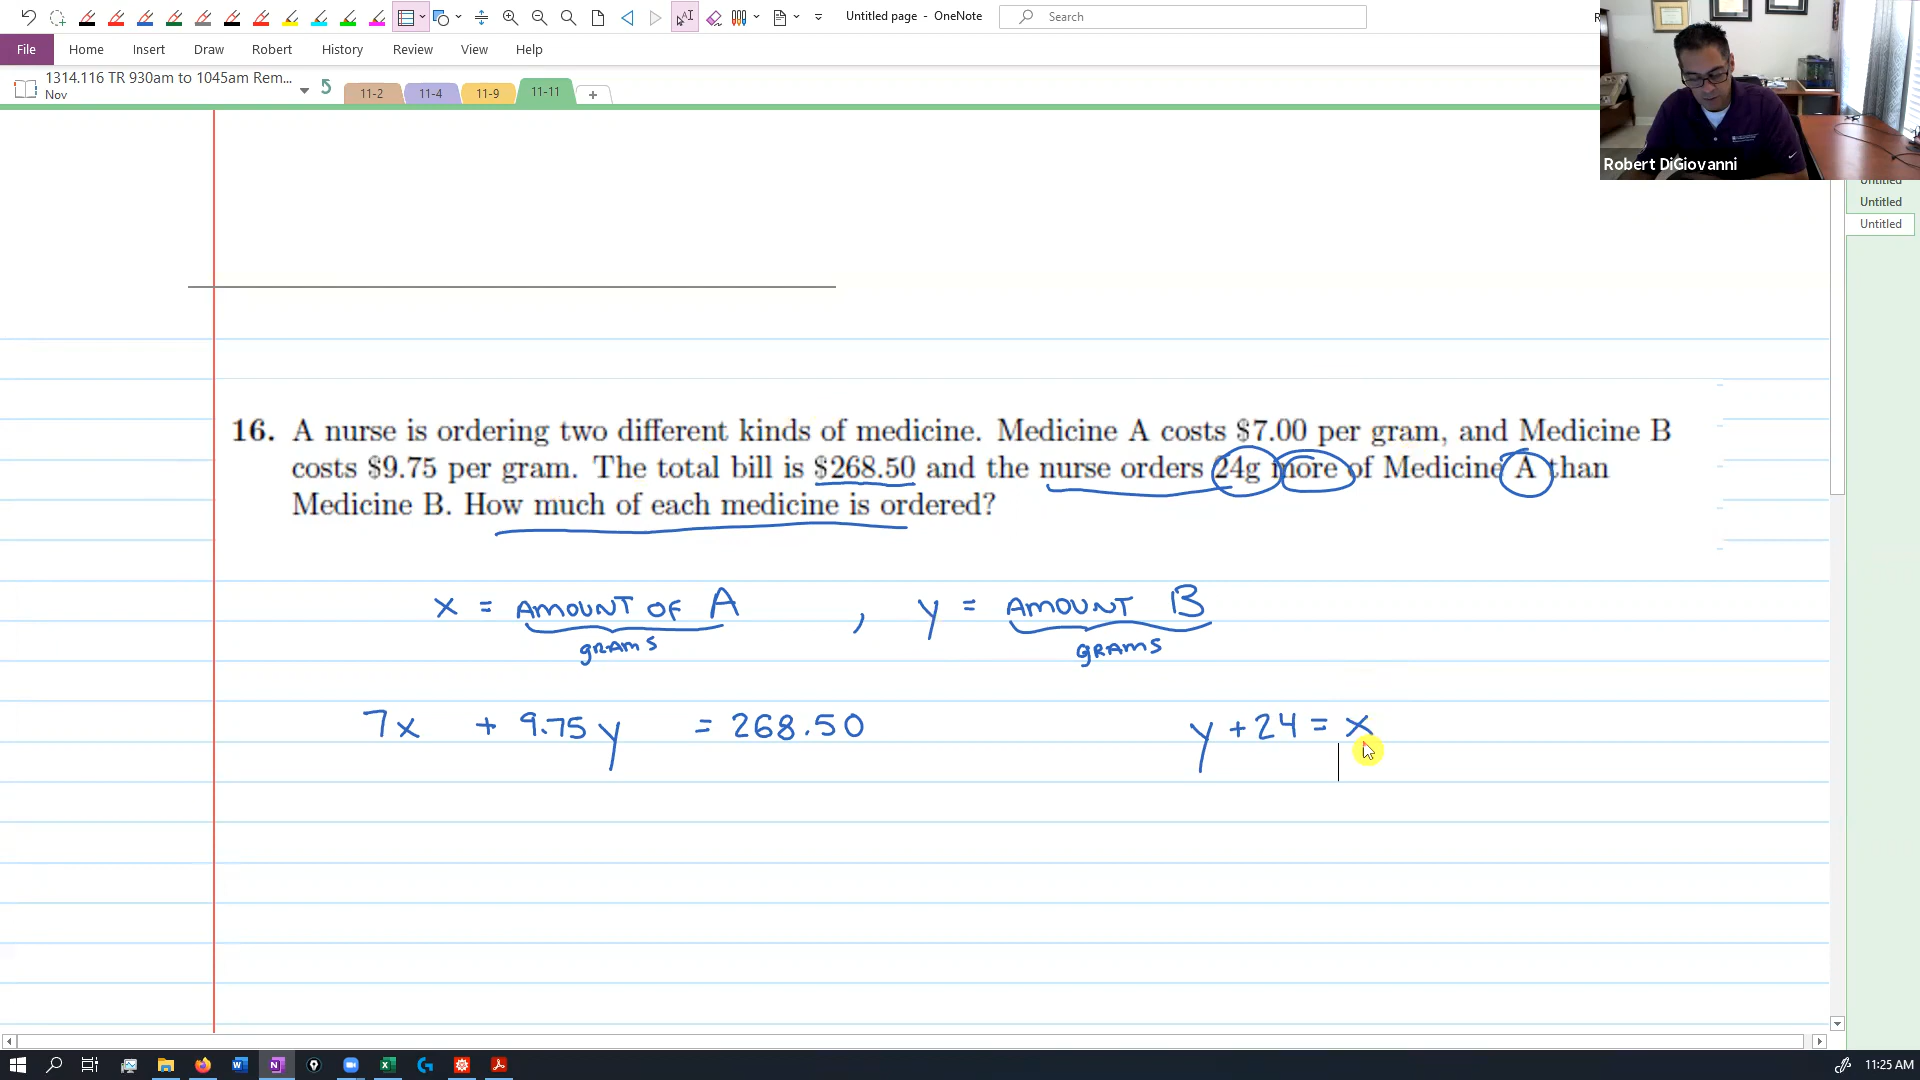 Untitled page - OneNote
Search
File Home Insert Draw Robert History Review View Help
1314.116 TR 930am to 1045am Rem...
Nov
11-2 11-4 11-9 11-11 +
Robert DiGiovanni
Untitled
Untitled
Untitled
16. A nurse is ordering two different kinds of medicine. Medicine A costs $7.00 per gram, and Medicine B
costs $9.75 per gram. The total bill is $268.50 and the nurse orders 24g more of Medicine A than
Medicine B. How much of each medicine is ordered?
x = AMOUNT OF A , y = AMOUNT B
grams grams
7x + 9.75y = 268.50 y + 24 = x
11:25 AM